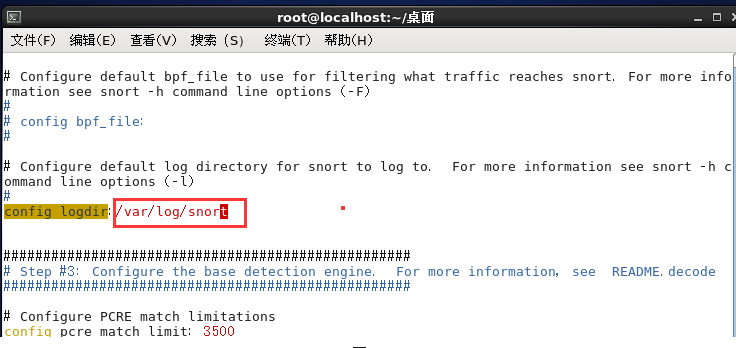 root@localhost:~/桌面
文件(F) 编辑(E) 查看(V) 搜索 (S) 终端(T) 帮助(H)
# Configure default bpf_file to use for filtering what traffic reaches snort. For more info
rmation see snort -h command line options (-F)
#
# config bpf_file:
#
# Configure default log directory for snort to log to.  For more information see snort -h c
ommand line options (-l)
#
config logdir:/var/log/snort
###################################################
# Step #3: Configure the base detection engine.  For more information, see  README.decode
###################################################
# Configure PCRE match limitations
config pcre_match_limit: 3500